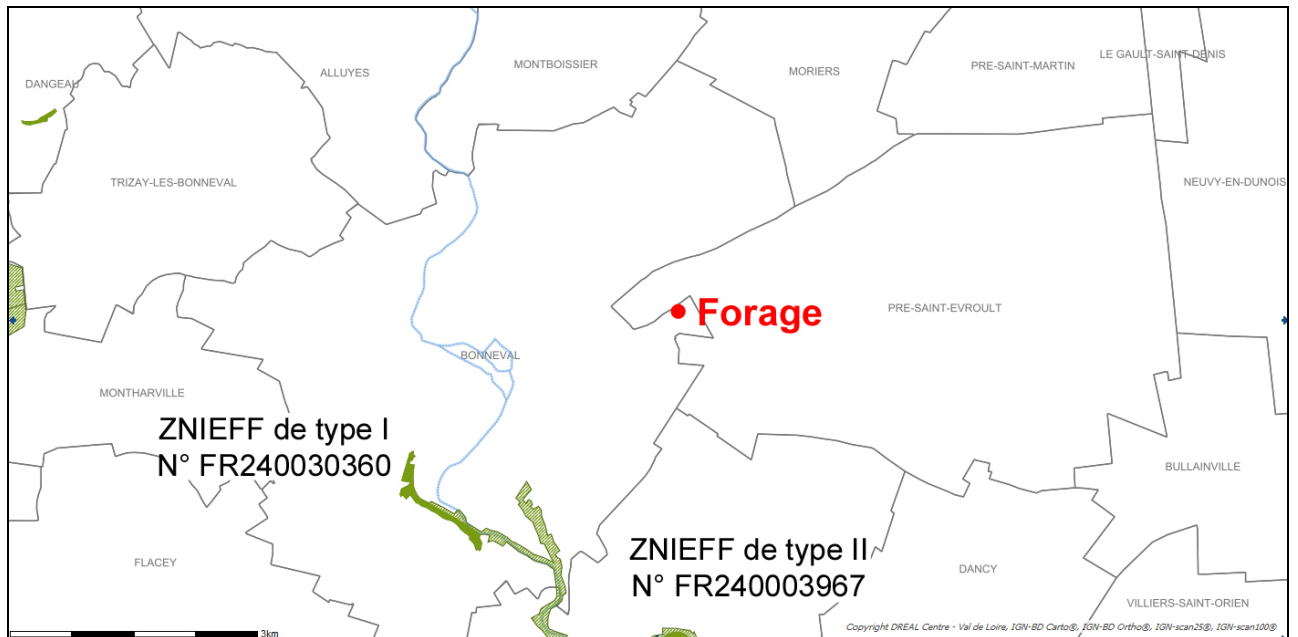 LE GAULT-SAINT-DENIS
MONTBOISSIER
PRE-SAINT-MARTIN
ALLUYES
MORIERS
DANGEAU
TRIZAY-LES-BONNEVAL
NEUVY-EN-DUNOIS
PRE-SAINT-EVROULT
Forage
BONNEVAL
MONTHARVILLE
ZNIEFF de type I
N° FR240030360
BULLAINVILLE
ZNIEFF de type II
N° FR240003967
FLACEY
DANCY
VILLIERS-SAINT-ORIEN
3km
Copyright DREAL Centre - Val de Loire, IGN-BD Carto®, IGN-BD Ortho®, IGN-scan25®, IGN-scan100®